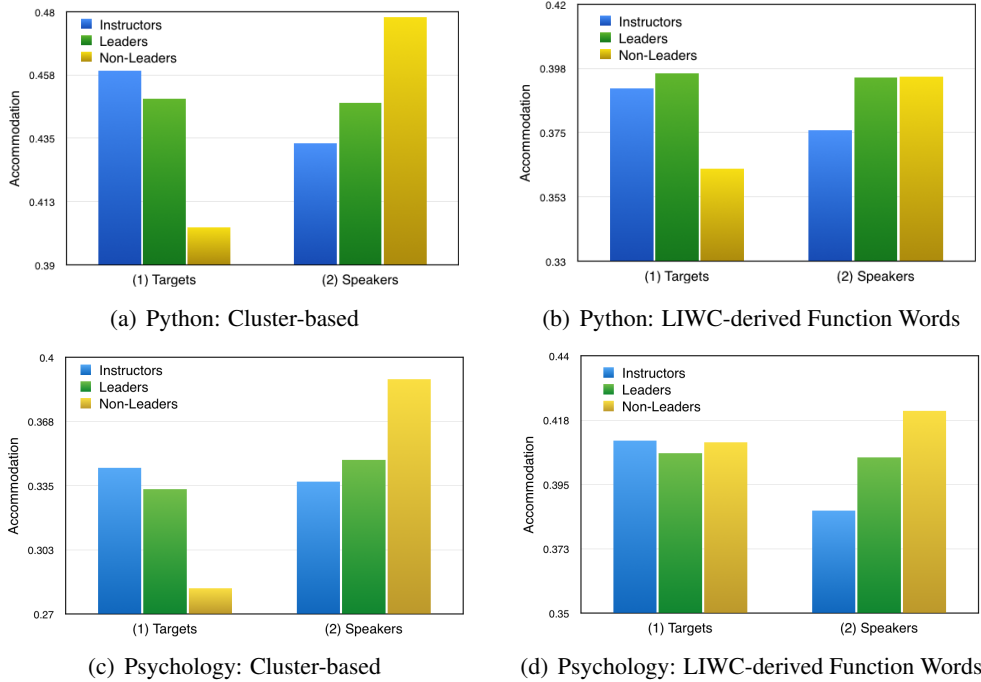 0.48
0.458
0.435
0.413
0.39
Accommodation
Instructors
Leaders
Non-Leaders
(1) Targets
(2) Speakers
(a) Python: Cluster-based
0.42
0.398
0.375
0.353
0.33
Accommodation
Instructors
Leaders
Non-Leaders
(1) Targets
(2) Speakers
(b) Python: LIWC-derived Function Words
0.4
0.368
0.335
0.303
0.27
Accommodation
Instructors
Leaders
Non-Leaders
(1) Targets
(2) Speakers
(c) Psychology: Cluster-based
0.44
0.418
0.395
0.373
0.35
Accommodation
Instructors
Leaders
Non-Leaders
(1) Targets
(2) Speakers
(d) Psychology: LIWC-derived Function Words